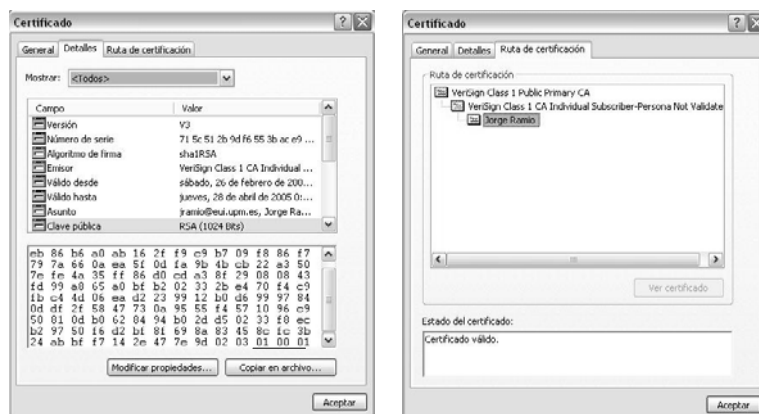 Certificado
General Detalles Ruta de certificación
Mostrar: <Todos>
Campo Valor
Versión V3
Número de serie 71 5c 51 2b 9d f6 55 3b ac e9 ...
Algoritmo de firma sha1RSA
Emisor VeriSign Class 1 CA Individual ...
Válido desde sábado, 26 de febrero de 200...
Válido hasta jueves, 28 de abril de 2005 0:...
Asunto jramio@eui.upm.es, Jorge Ra...
Clave pública RSA (1024 Bits)
eb 86 b6 a0 ab 16 2f f9 c9 b7 09 f8 86 f7
79 7a 66 0a ea 5f 0d fa 9b 4b cb 22 a3 50
7e fe 4a 35 ff 86 d0 cd a3 8f 29 08 08 43
fd 99 a8 65 a0 bf b2 02 33 2b e4 70 f4 c9
1b c4 4d 06 ea d2 23 99 12 b0 d6 99 97 84
0d df 2f 58 47 73 0a 95 55 f4 57 10 96 c9
50 81 0d b0 62 84 94 b0 2d d5 02 33 f8 ec
b2 97 50 16 d2 bf 81 69 8a 83 45 8c fc 3b
24 ab bf f7 14 2e 47 7e 9d 02 03 01 00 01
Modificar propiedades... Copiar en archivo...
Aceptar
Certificado
General Detalles Ruta de certificación
Ruta de certificación
VeriSign Class 1 Public Primary CA
VeriSign Class 1 CA Individual Subscriber-Persona Not Validate
Jorge Ramio
Ver certificado
Estado del certificado:
Certificado válido.
Aceptar